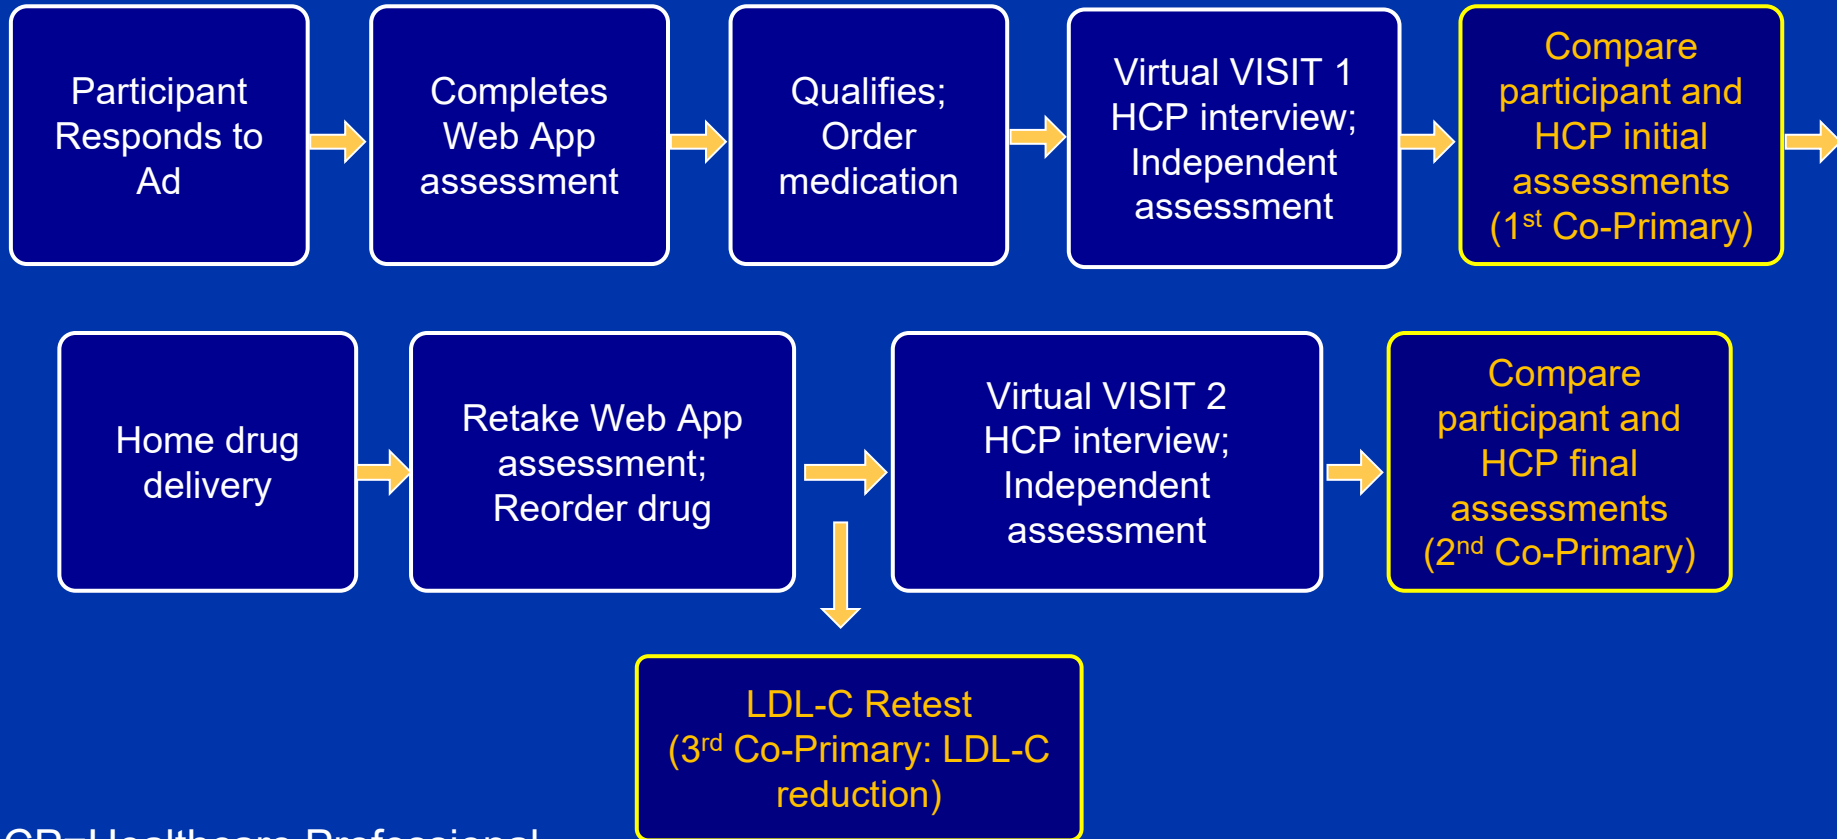 Participant
Responds to
Ad
Completes
Web App
assessment
Qualifies;
Order
medication
Virtual VISIT 1
HCP interview;
Independent
assessment
Compare
participant and
HCP initial
assessments
(1st Co-Primary)
Home drug
delivery
Retake Web App
assessment;
Reorder drug
Virtual VISIT 2
HCP interview;
Independent
assessment
Compare
participant and
HCP final
assessments
(2nd Co-Primary)
LDL-C Retest
(3rd Co-Primary: LDL-C
reduction)
CP=Healthcare Professional